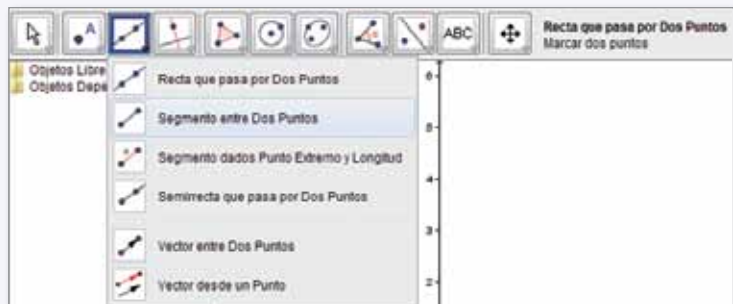 A
ABC
Recta que pasa por Dos Puntos
Marcar dos puntos
Objetos Libre
Objetos Depe
Recta que pasa por Dos Puntos
Segmento entre Dos Puntos
Segmento dados Punto Extremo y Longitud
Semirrecta que pasa por Dos Puntos
Vector entre Dos Puntos
Vector desde un Punto
6
5
4
3
2